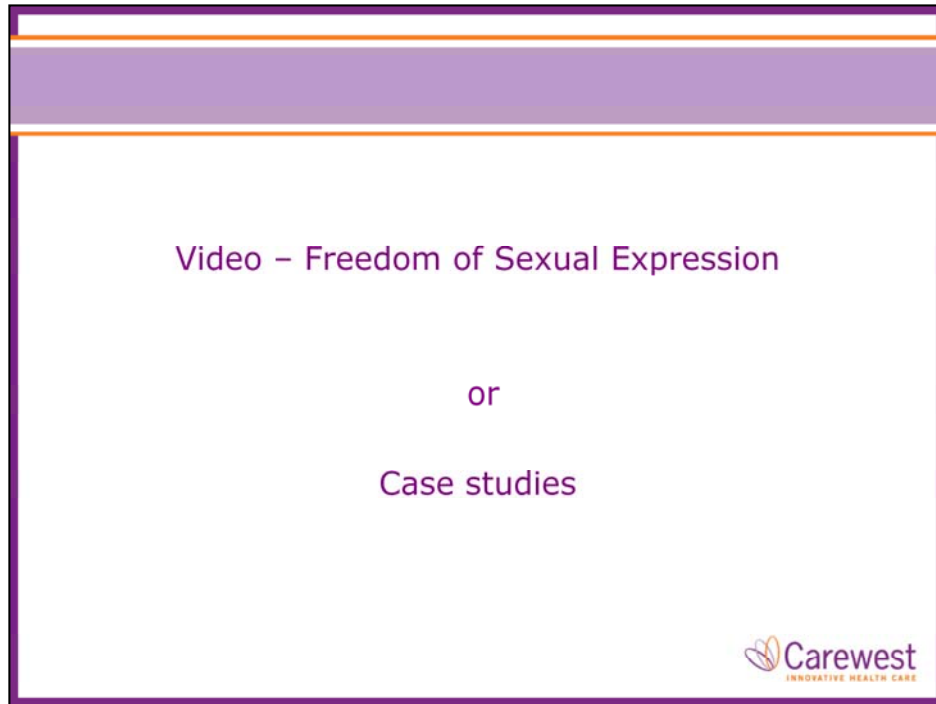 Video – Freedom of Sexual Expression
or
Case studies
Carewest
INNOVATIVE HEALTH CARE